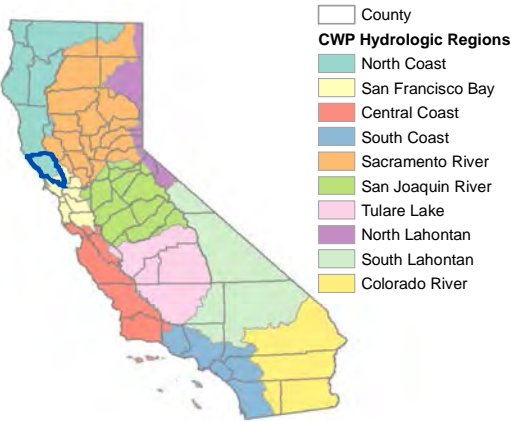 County
CWP Hydrologic Regions
North Coast
San Francisco Bay
Central Coast
South Coast
Sacramento River
San Joaquin River
Tulare Lake
North Lahontan
South Lahontan
Colorado River